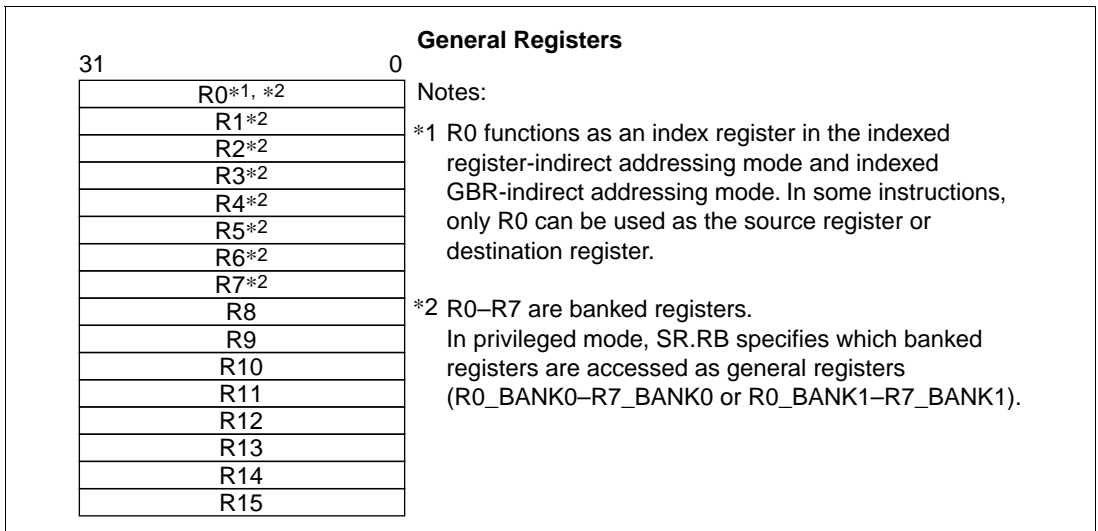 General Registers
31 0
R0*1, *2
R1*2
R2*2
R3*2
R4*2
R5*2
R6*2
R7*2
R8
R9
R10
R11
R12
R13
R14
R15
Notes:
*1 R0 functions as an index register in the indexed
register-indirect addressing mode and indexed
GBR-indirect addressing mode. In some instructions,
only R0 can be used as the source register or
destination register.
*2 R0–R7 are banked registers.
In privileged mode, SR.RB specifies which banked
registers are accessed as general registers
(R0_BANK0–R7_BANK0 or R0_BANK1–R7_BANK1).